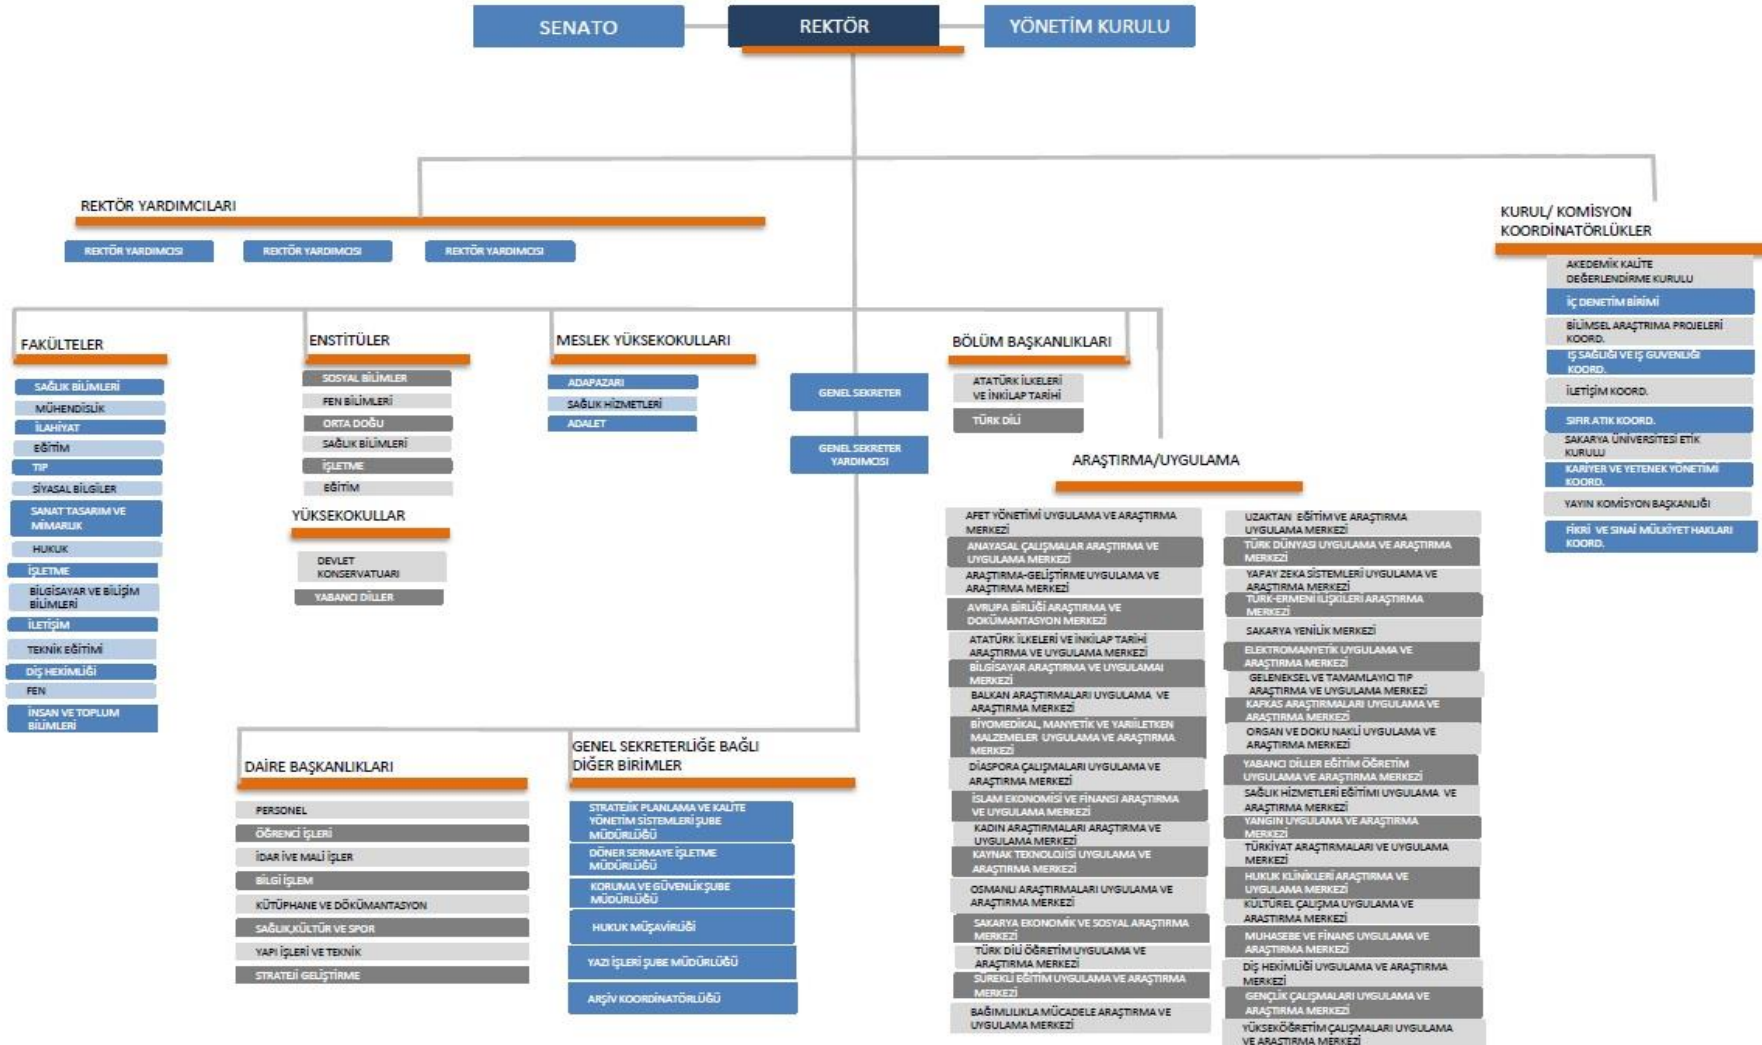 SENATO
REKTÖR
YÖNETİM KURULU
REKTÖR YARDIMCILARI
REKTÖR YARDIMCISI
REKTÖR YARDIMCISI
REKTÖR YARDIMCISI
KURUL/ KOMİSYON
KOORDİNATÖRLÜKLER
AKEDEMİK KALİTE
DEĞERLENDİRME KURULU
İÇ DENETİM BİRİMİ
BİLİMSEL ARAŞTRIMA PROJELERİ
KOORD.
İŞ SAĞLIĞI VE İŞ GÜVENLİĞİ
KOORD.
İLETİŞİM KOORD.
SIFIR ATIK KOORD.
SAKARYA ÜNİVERSİTESİ ETİK
KURULU
KARİYER VE YETENEK YÖNETİMİ
KOORD.
YAYIN KOMİSYON BAŞKANLIĞI
FİKRİ VE SINAİ MÜLKİYET HAKLARI
KOORD.
FAKÜLTELER
SAĞLIK BİLİMLERİ
MÜHENDİSLİK
İLAHİYAT
EĞİTİM
TIP
SİYASAL BİLGİLER
SANAT TASARIM VE
MİMARLIK
HUKUK
İŞLETME
BİLGİSAYAR VE BİLİŞİM
BİLİMLERİ
İLETİŞİM
TEKNİK EĞİTİMİ
DİŞ HEKİMLİĞİ
FEN
İNSAN VE TOPLUM
BİLİMLERİ
ENSTİTÜLER
SOSYAL BİLİMLER
FEN BİLİMLERİ
ORTA DOĞU
SAĞLIK BİLİMLERİ
İŞLETME
EĞİTİM
YÜKSEKOKULLAR
DEVLET
KONSERVATUARI
YABANCI DİLLER
MESLEK YÜKSEKOKULLARI
ADAPAZARI
SAĞLIK HİZMETLERİ
ADALET
GENEL SEKRETER
GENEL SEKRETER
YARDIMCISI
BÖLÜM BAŞKANLIKLARI
ATATÜRK İLKELERİ
VE İNKİLAP TARİHİ
TÜRK DİLİ
ARAŞTIRMA/UYGULAMA
AFET YÖNETİMİ UYGULAMA VE ARAŞTIRMA
MERKEZİ
ANAYASAL ÇALIŞMALAR ARAŞTIRMA VE
UYGULAMA MERKEZİ
ARAŞTIRMA-GELİŞTİRME UYGULAMA VE
ARAŞTIRMA MERKEZİ
AVRUPA BİRLİĞİ ARAŞTIRMA VE
DOKÜMANTASYON MERKEZİ
ATATÜRK İLKELERİ VE İNKİLAP TARİHİ
ARAŞTIRMA VE UYGULAMA MERKEZİ
BİLGİSAYAR ARAŞTIRMA VE UYGULAMAI
MERKEZİ
BALKAN ARAŞTIRMALARI UYGULAMA VE
ARAŞTIRMA MERKEZİ
BİYOMEDİKAL, MANYETİK VE YARIİLETKEN
MALZEMELER UYGULAMA VE ARAŞTIRMA
MERKEZİ
DİASPORA ÇALIŞMALARI UYGULAMA VE
ARAŞTIRMA MERKEZİ
İSLAM EKONOMİSİ VE FİNANSI ARAŞTIRMA
VE UYGULAMA MERKEZİ
KADIN ARAŞTIRMALARI ARAŞTIRMA VE
UYGULAMA MERKEZİ
KAYNAK TEKNOLOJİSİ UYGULAMA VE
ARAŞTIRMA MERKEZİ
OSMANLI ARAŞTIRMALARI UYGULAMA VE
ARAŞTIRMA MERKEZİ
SAKARYA EKONOMİK VE SOSYAL ARAŞTIRMA
MERKEZİ
TÜRK DİLİ ÖĞRETİM UYGULAMA VE
ARAŞTIRMA MERKEZİ
SÜREKLİ EĞİTİM UYGULAMA VE ARAŞTIRMA
MERKEZİ
BAĞIMLILIKLA MÜCADELE ARAŞTIRMA VE
UYGULAMA MERKEZİ
UZAKTAN EĞİTİM VE ARAŞTIRMA
UYGULAMA MERKEZİ
TÜRK DÜNYASI UYGULAMA VE ARAŞTIRMA
MERKEZİ
YAPAY ZEKA SİSTEMLERİ UYGULAMA VE
ARAŞTIRMA MERKEZİ
TÜRK-ERMENİ İLİŞKİLERİ ARAŞTIRMA
MERKEZİ
SAKARYA YENİLİK MERKEZİ
ELEKTROMANYETİK UYGULAMA VE
ARAŞTIRMA MERKEZİ
GELENEKSEL VE TAMAMLAYICI TIP
ARAŞTIRMA VE UYGULAMA MERKEZİ
KAFKAS ARAŞTIRMALARI UYGULAMA VE
ARAŞTIRMA MERKEZİ
ORGAN VE DOKU NAKLİ UYGULAMA VE
ARAŞTIRMA MERKEZİ
YABANCI DİLLER EĞİTİM ÖĞRETİM
UYGULAMA VE ARAŞTIRMA MERKEZİ
SAĞLIK HİZMETLERİ EĞİTİMİ UYGULAMA VE
ARAŞTIRMA MERKEZİ
YANGIN UYGULAMA VE ARAŞTIRMA
MERKEZİ
TÜRKİYAT ARAŞTIRMALARI VE UYGULAMA
MERKEZİ
HUKUK KLİNİKLERİ ARAŞTIRMA VE
UYGULAMA MERKEZİ
KÜLTÜREL ÇALIŞMA UYGULAMA VE
ARASTIRMA MERKEZİ
MUHASEBE VE FİNANS UYGULAMA VE
ARAŞTIRMA MERKEZİ
DİŞ HEKİMLİĞİ UYGULAMA VE ARAŞTIRMA
MERKEZİ
GENÇLİK ÇALIŞMALARI UYGULAMA VE
ARAŞTIRMA MERKEZİ
YÜKSEKÖĞRETİM ÇALIŞMALARI UYGULAMA
VE ARASTIRMA MERKEZİ
DAİRE BAŞKANLIKLARI
PERSONEL
ÖĞRENCİ İŞLERİ
İDAR İVE MALİ İŞLER
BİLGİ İŞLEM
KÜTÜPHANE VE DÖKÜMANTASYON
SAĞLIK,KÜLTÜR VE SPOR
YAPI İŞLERİ VE TEKNİK
STRATEJİ GELİŞTİRME
GENEL SEKRETERLİĞE BAĞLI
DİĞER BİRİMLER
STRATEJİK PLANLAMA VE KALİTE
YÖNETİM SİSTEMLERİ ŞUBE
MÜDÜRLÜĞÜ
DÖNER SERMAYE İŞLETME
MÜDÜRLÜĞÜ
KORUMA VE GÜVENLİK ŞUBE
MÜDÜRLÜĞÜ
HUKUK MÜŞAVİRLİĞİ
YAZI İŞLERİ ŞUBE MÜDÜRLÜĞÜ
ARŞİV KOORDİNATÖRLÜĞÜ